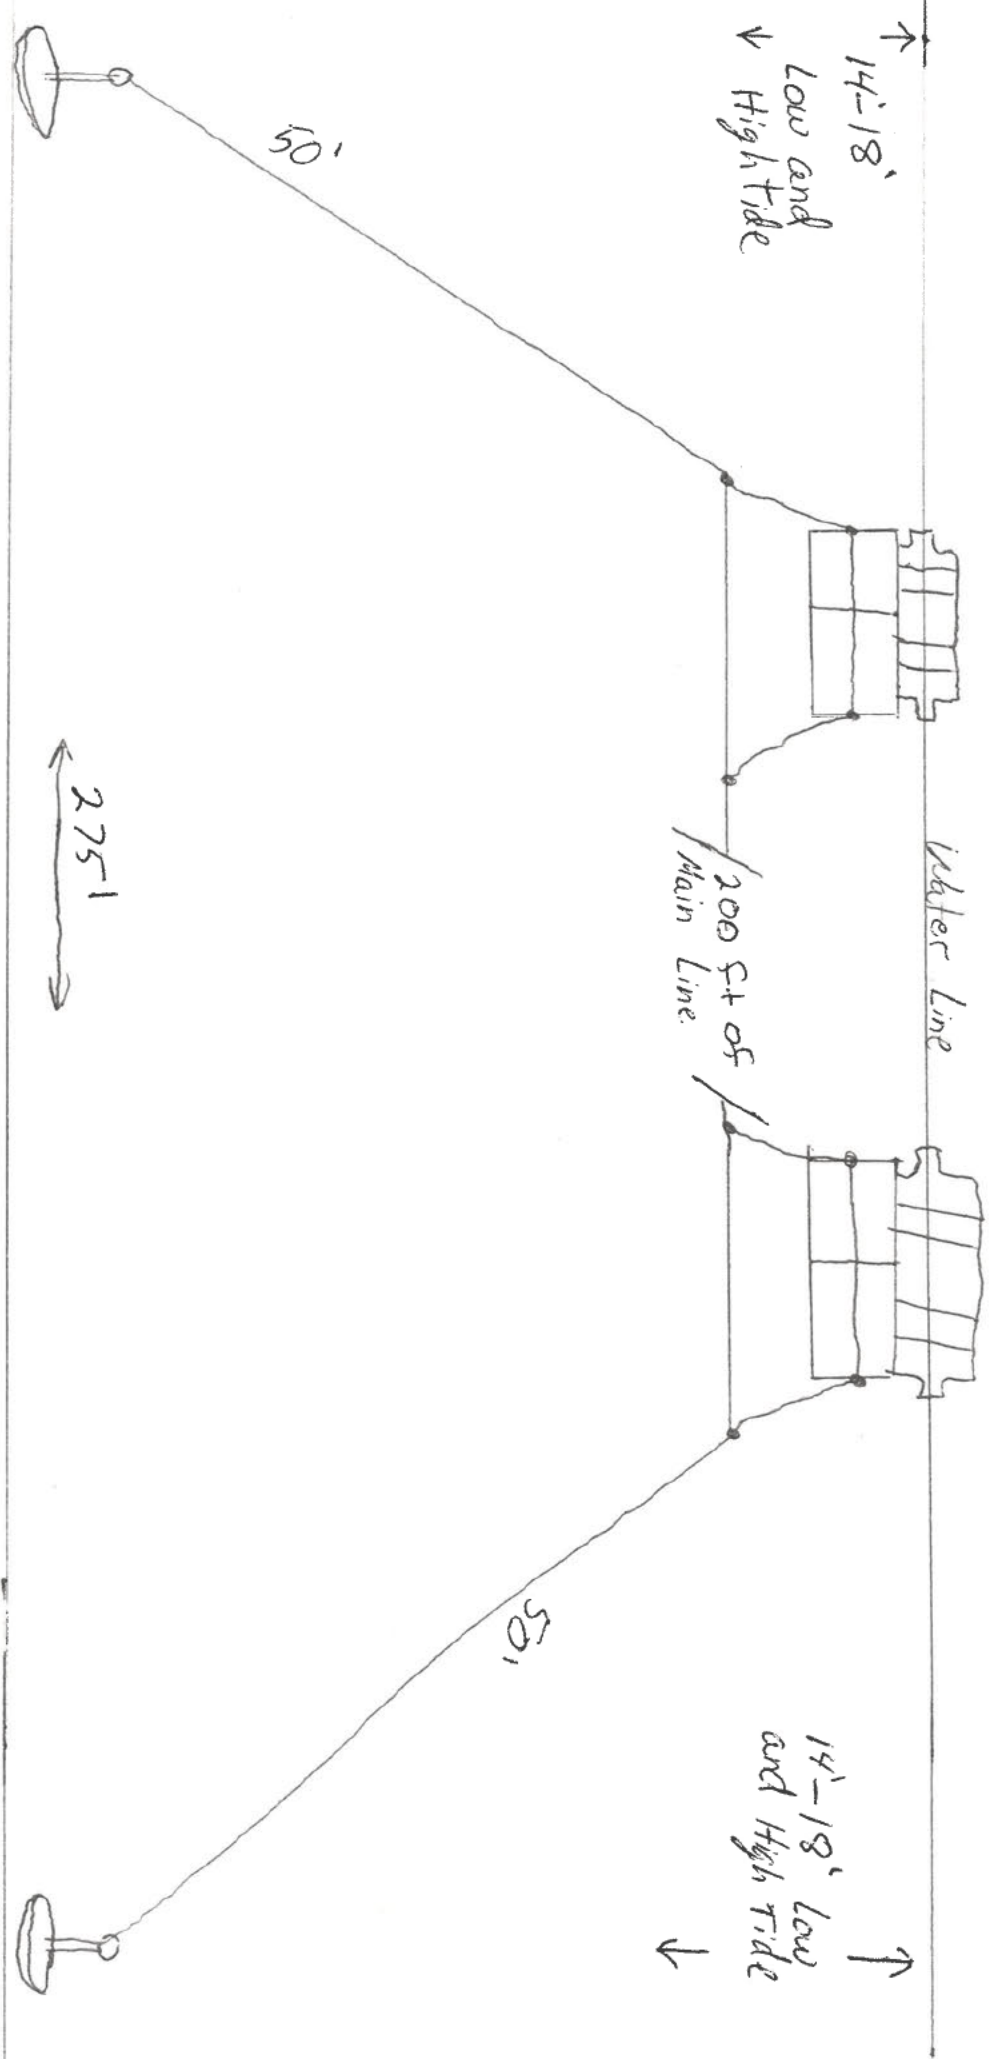 14'-18'
Low and
High tide
50'
Water Line
200 ft of
Main Line.
275'
50'
14'-18' Low
and High Tide